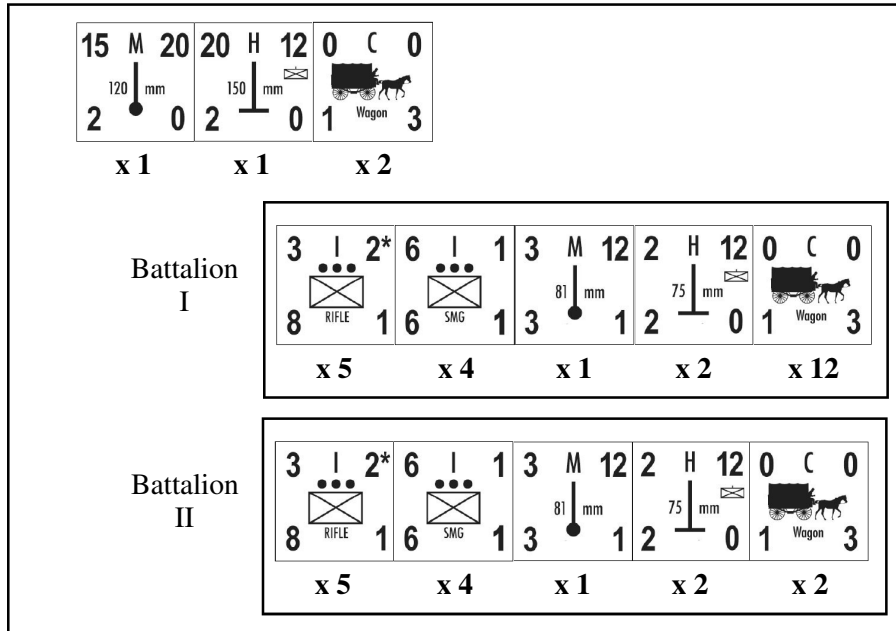 15 M 20 20 H 12 0 C 0
120 mm 150 mm
2 0 2 0 1 Wagon 3
x 1 x 1 x 2
Battalion
I
3 I 2* 6 I 1 3 M 12 2 H 12 0 C 0
81 mm 75 mm
8 RIFLE 1 6 SMG 1 3 1 2 0 1 Wagon 3
x 5 x 4 x 1 x 2 x 12
Battalion
II
3 I 2* 6 I 1 3 M 12 2 H 12 0 C 0
81 mm 75 mm
8 RIFLE 1 6 SMG 1 3 1 2 0 1 Wagon 3
x 5 x 4 x 1 x 2 x 2